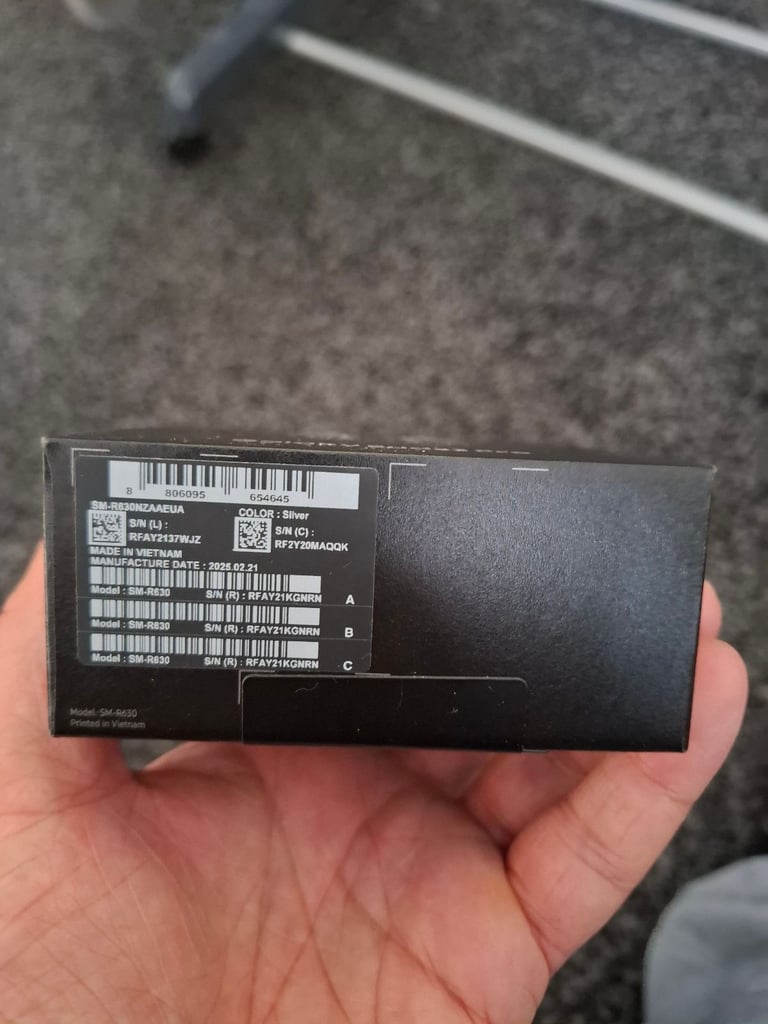 8 806095 654645
SM-R630NZAAEUA
COLOR : Silver
S/N (L) :
RFAY2137WJZ
S/N (C) :
RF2Y20MAQQK
MADE IN VIETNAM
MANUFACTURE DATE : 2025.02.21
Model : SM-R630 S/N (R) : RFAY21KGNRN A
Model : SM-R630 S/N (R) : RFAY21KGNRN B
Model : SM-R630 S/N (R) : RFAY21KGNRN C
Model: SM-R630
Printed in Vietnam